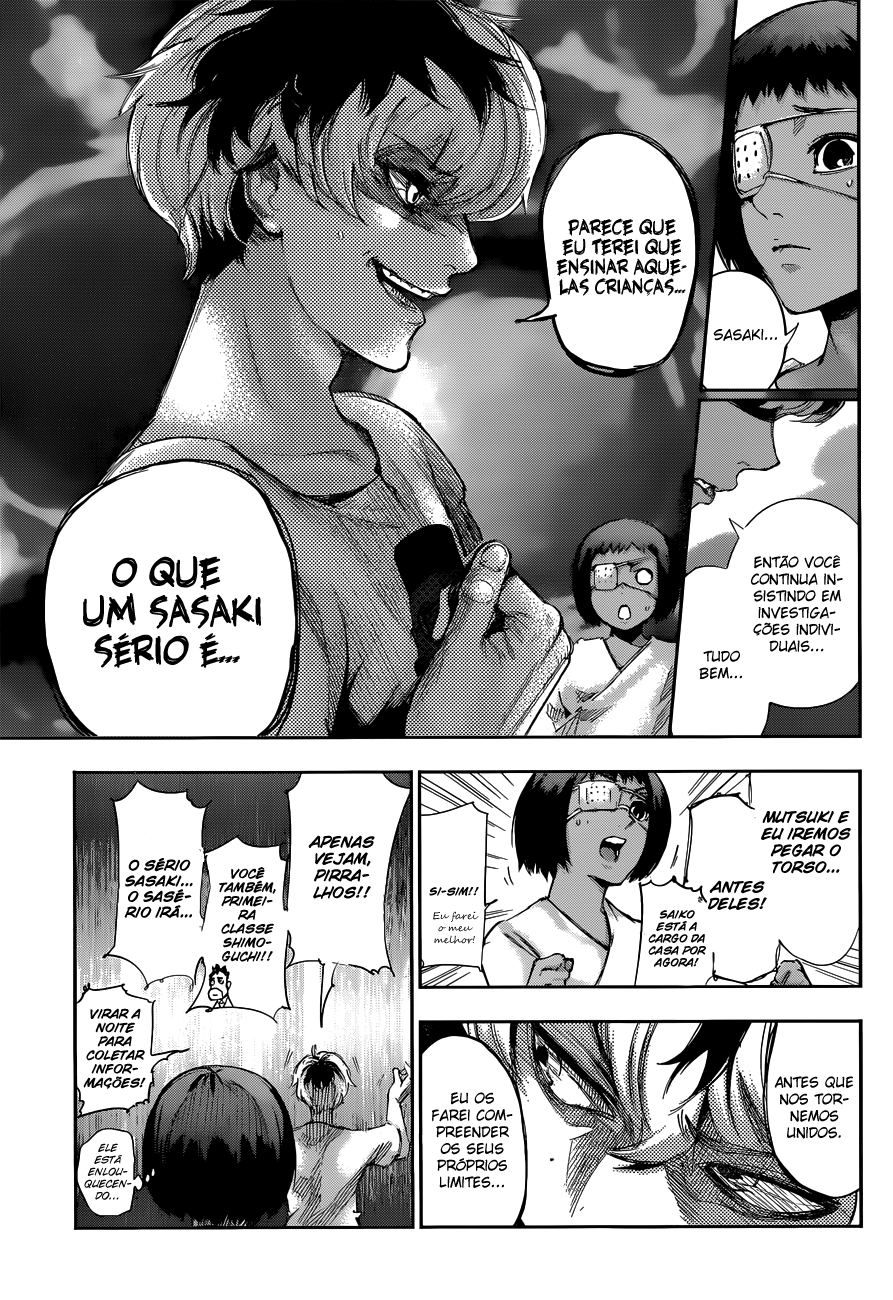 SASAKI...
ENTÃO VOCÊ
CONTINUA IN-
SISTINDO EM
INVESTIGA-
ÇÕES INDIVI-
DUAIS...
TUDO
BEM...
PARECE QUE
EU TEREI QUE
ENSINAR AQUE-
LAS CRIANÇAS...
O QUE
UM SASAKI
SÉRIO É...
MUTSUKI E
EU IREMOS
PEGAR O
TORSO...
ANTES
DELES!
SAIKO
ESTÁ A
CARGO DA
CASA POR
AGORA!
SI-SIM!!
Eu farei
o meu
melhor!
ANTES QUE
NOS TOR-
NEMOS
UNIDOS.
EU OS
FAREI COM-
PREENDER
OS SEUS
PRÓPRIOS
LIMITES...
APENAS
VEJAM,
PIRRA-
LHOS!!
VOCÊ
TAMBÉM,
PRIMEI-
RA
CLASSE
SHIMO-
GUCHI!!
O SÉRIO
SASAKI...
O SASÉ-
RIO IRÁ...
VIRAR A
NOITE
PARA
COLETAR
INFOR-
MAÇÕES!
ELE
ESTÁ
ENLOU-
QUECEN-
DO...